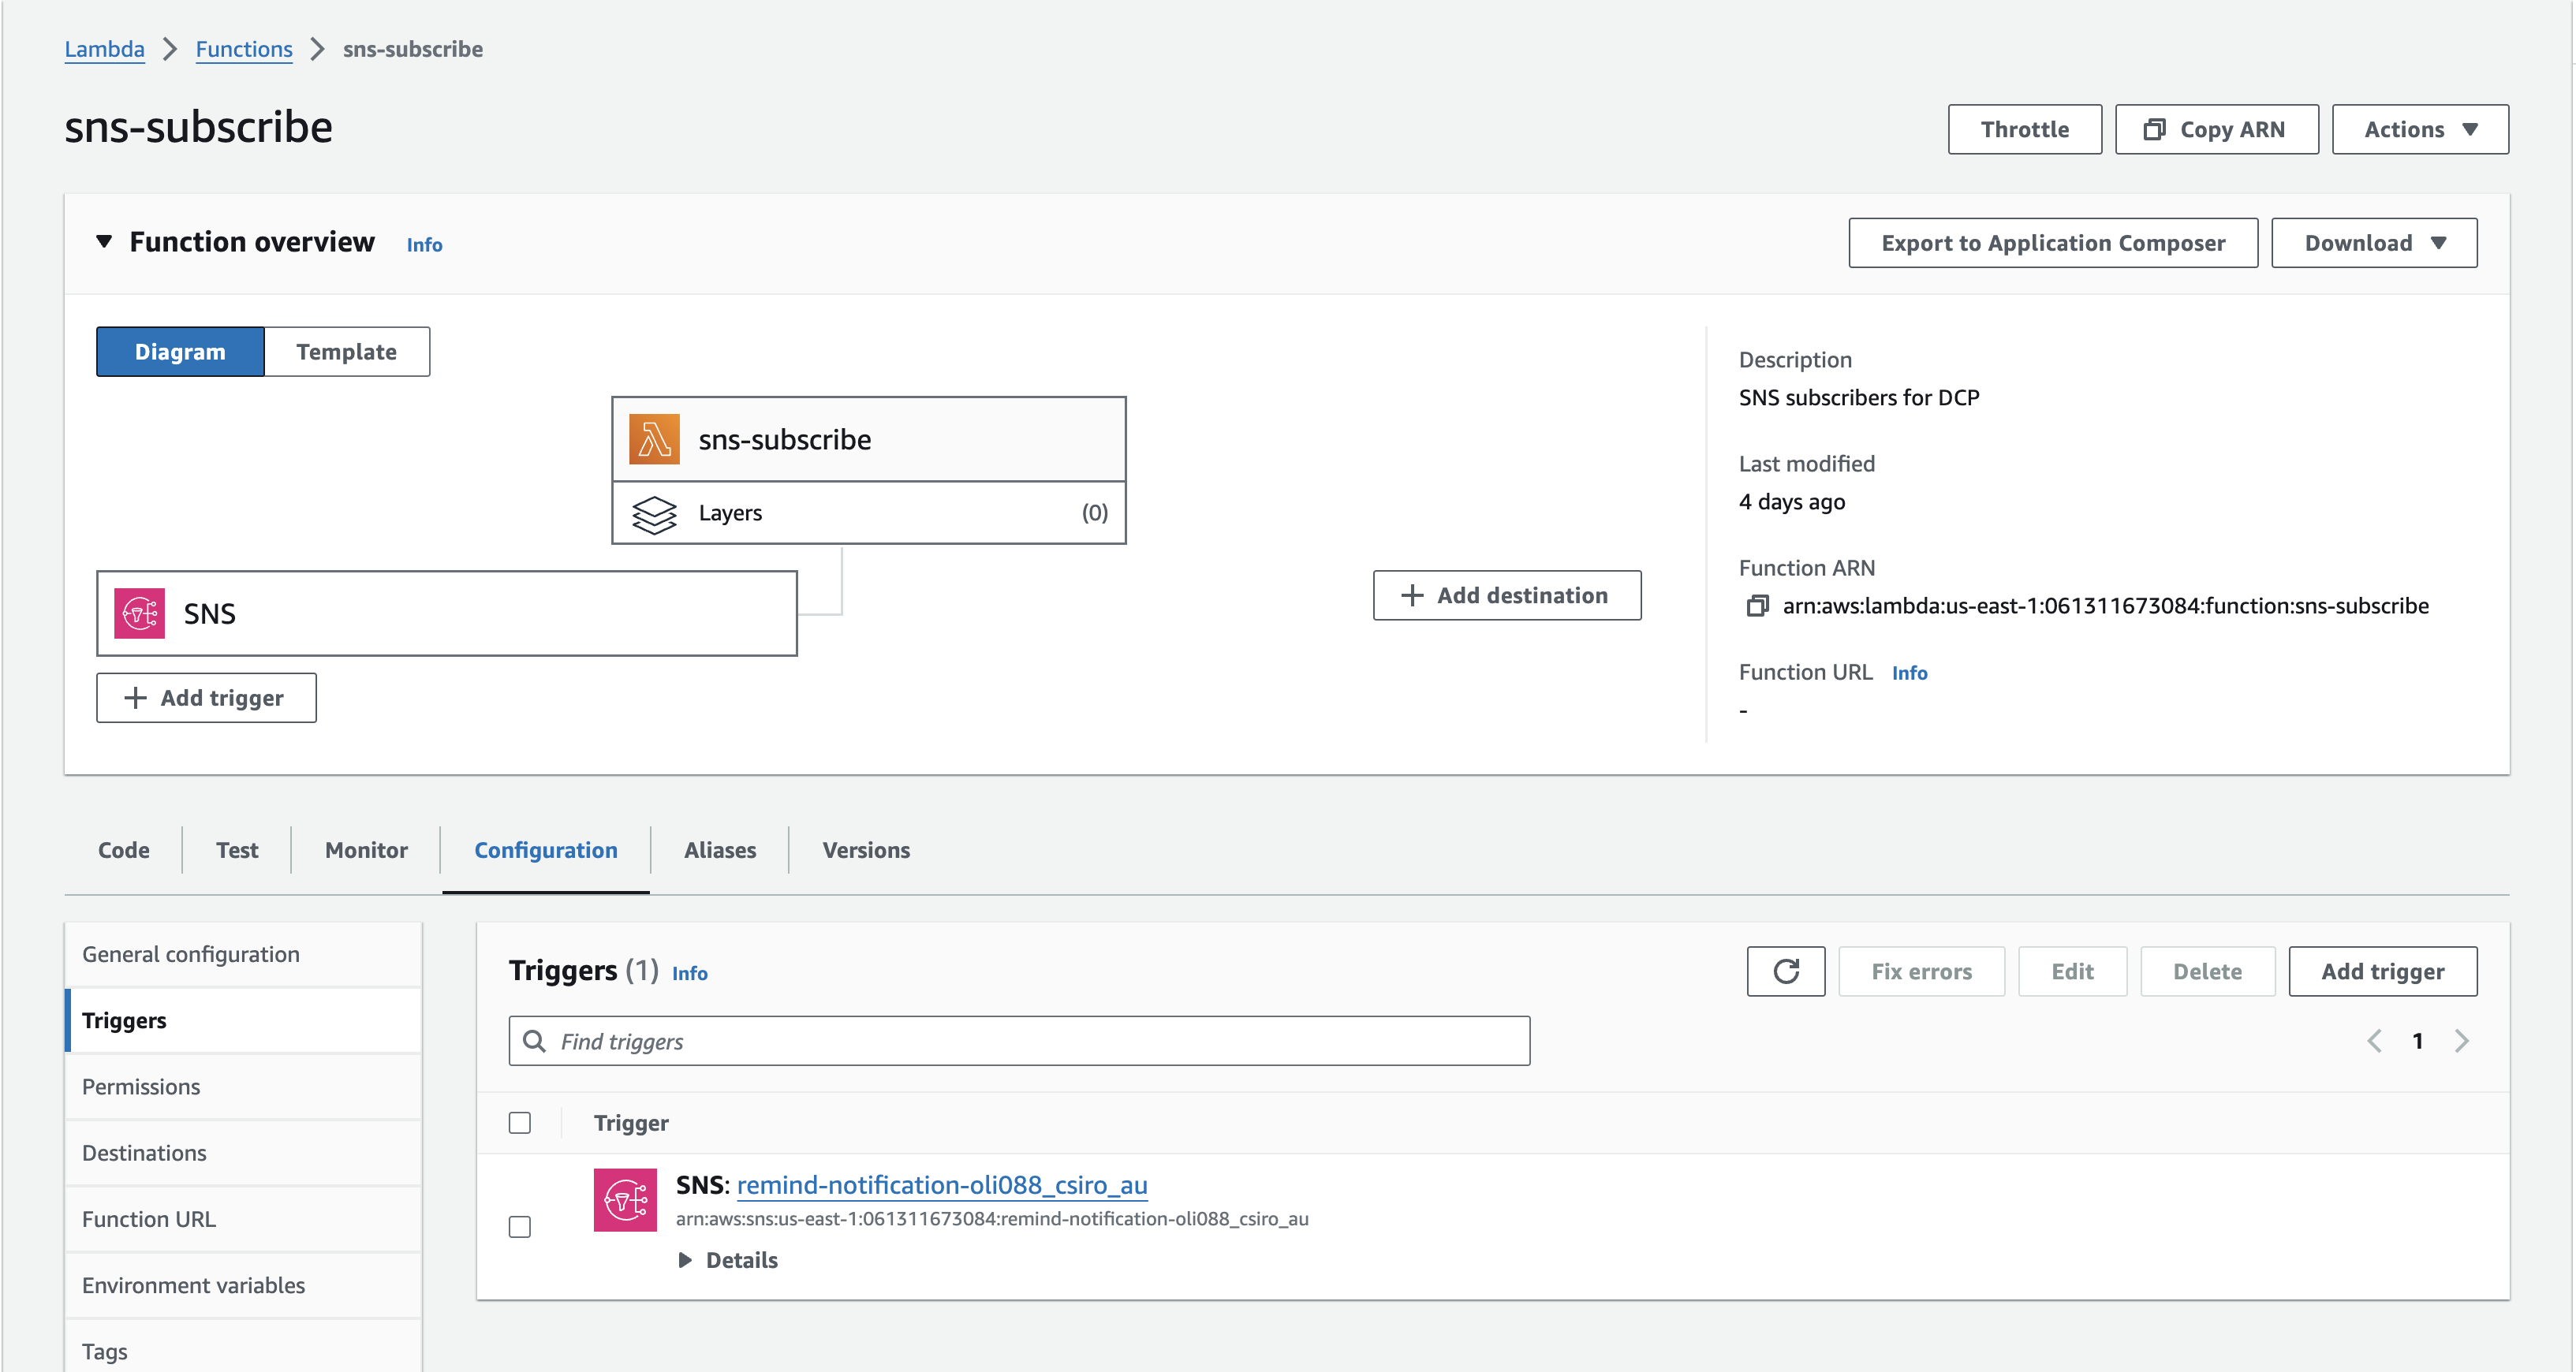 Lambda > Functions > sns-subscribe
sns-subscribe
Throttle
Copy ARN
Actions
Function overview Info
Export to Application Composer
Download
Diagram
Template
sns-subscribe
Layers (0)
SNS
Add trigger
Add destination
Description
SNS subscribers for DCP
Last modified
4 days ago
Function ARN
arn:aws:lambda:us-east-1:061311673084:function:sns-subscribe
Function URL Info
-
Code
Test
Monitor
Configuration
Aliases
Versions
General configuration
Triggers
Permissions
Destinations
Function URL
Environment variables
Tags
Triggers (1) Info
Fix errors
Edit
Delete
Add trigger
Find triggers
1
Trigger
SNS: remind-notification-oli088_csiro_au
arn:aws:sns:us-east-1:061311673084:remind-notification-oli088_csiro_au
Details